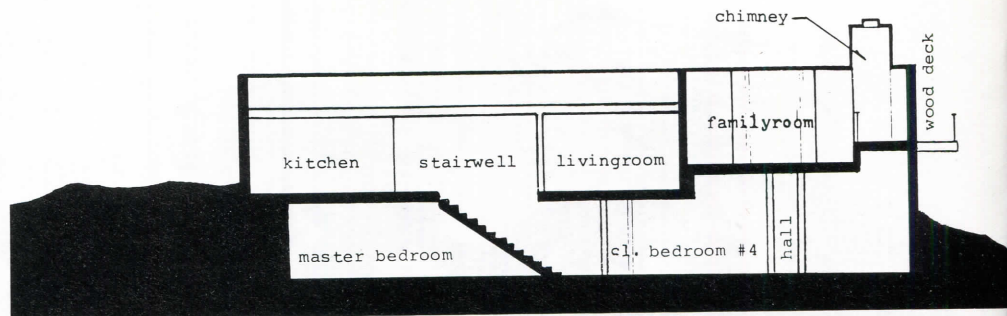 chimney
wood deck
familyroom
kitchen stairwell livingroom
master bedroom cl. bedroom #4 hall